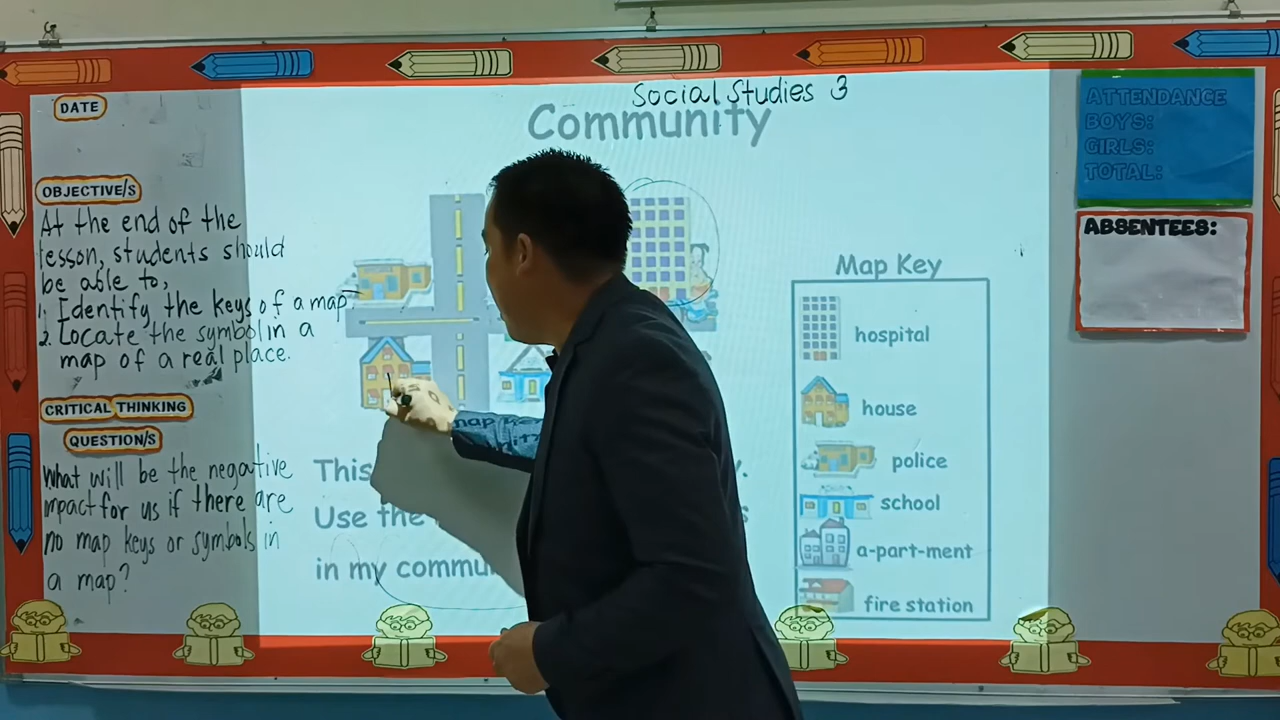 Social Studies 3
Community
DATE
OBJECTIVE/S
At the end of the
lesson, students should
be able to,
1. Identify the keys of a map
2. Locate the symbol in a
map of a real place.
CRITICAL THINKING
QUESTION/S
What will be the negative
impact for us if there are
no map keys or symbols in
a map?
This
Use the
in my commu
map key
Map Key
hospital
house
police
school
a-part-ment
fire station
ATTENDANCE
BOYS:
GIRLS:
TOTAL:
ABSENTEES: